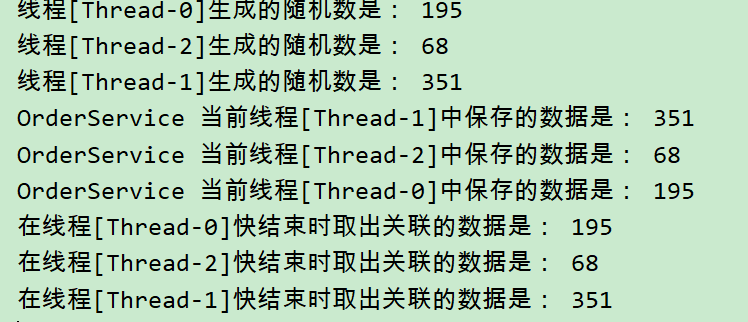 线程[Thread-0]生成的随机数是： 195
线程[Thread-2]生成的随机数是： 68
线程[Thread-1]生成的随机数是： 351
OrderService 当前线程[Thread-1]中保存的数据是： 351
OrderService 当前线程[Thread-2]中保存的数据是： 68
OrderService 当前线程[Thread-0]中保存的数据是： 195
在线程[Thread-0]快结束时取出关联的数据是： 195
在线程[Thread-2]快结束时取出关联的数据是： 68
在线程[Thread-1]快结束时取出关联的数据是： 351